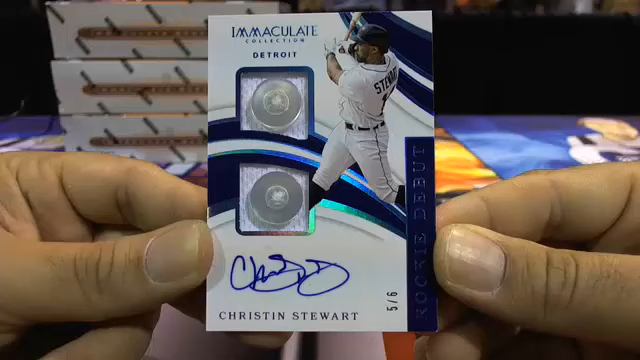 IMMACULATE
COLLECTION
DETROIT
STEWART
ROOKIE DEBUT
5/6
CHRISTIN STEWART